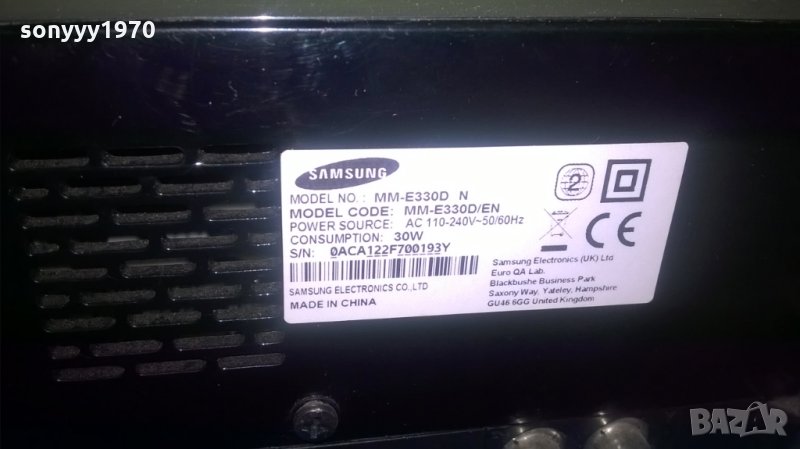 sonyyy1970
SAMSUNG
MODEL NO. : MM-E330D N
MODEL CODE: MM-E330D/EN
POWER SOURCE: AC 110-240V~50/60Hz
CONSUMPTION: 30W
S/N: 0ACA122F700193Y
SAMSUNG ELECTRONICS CO.,LTD
MADE IN CHINA
2
CE
Samsung Electronics (UK) Ltd
Euro QA Lab.
Blackbushe Business Park
Saxony Way, Yateley, Hampshire
GU46 6GG United Kingdom
BAZAR